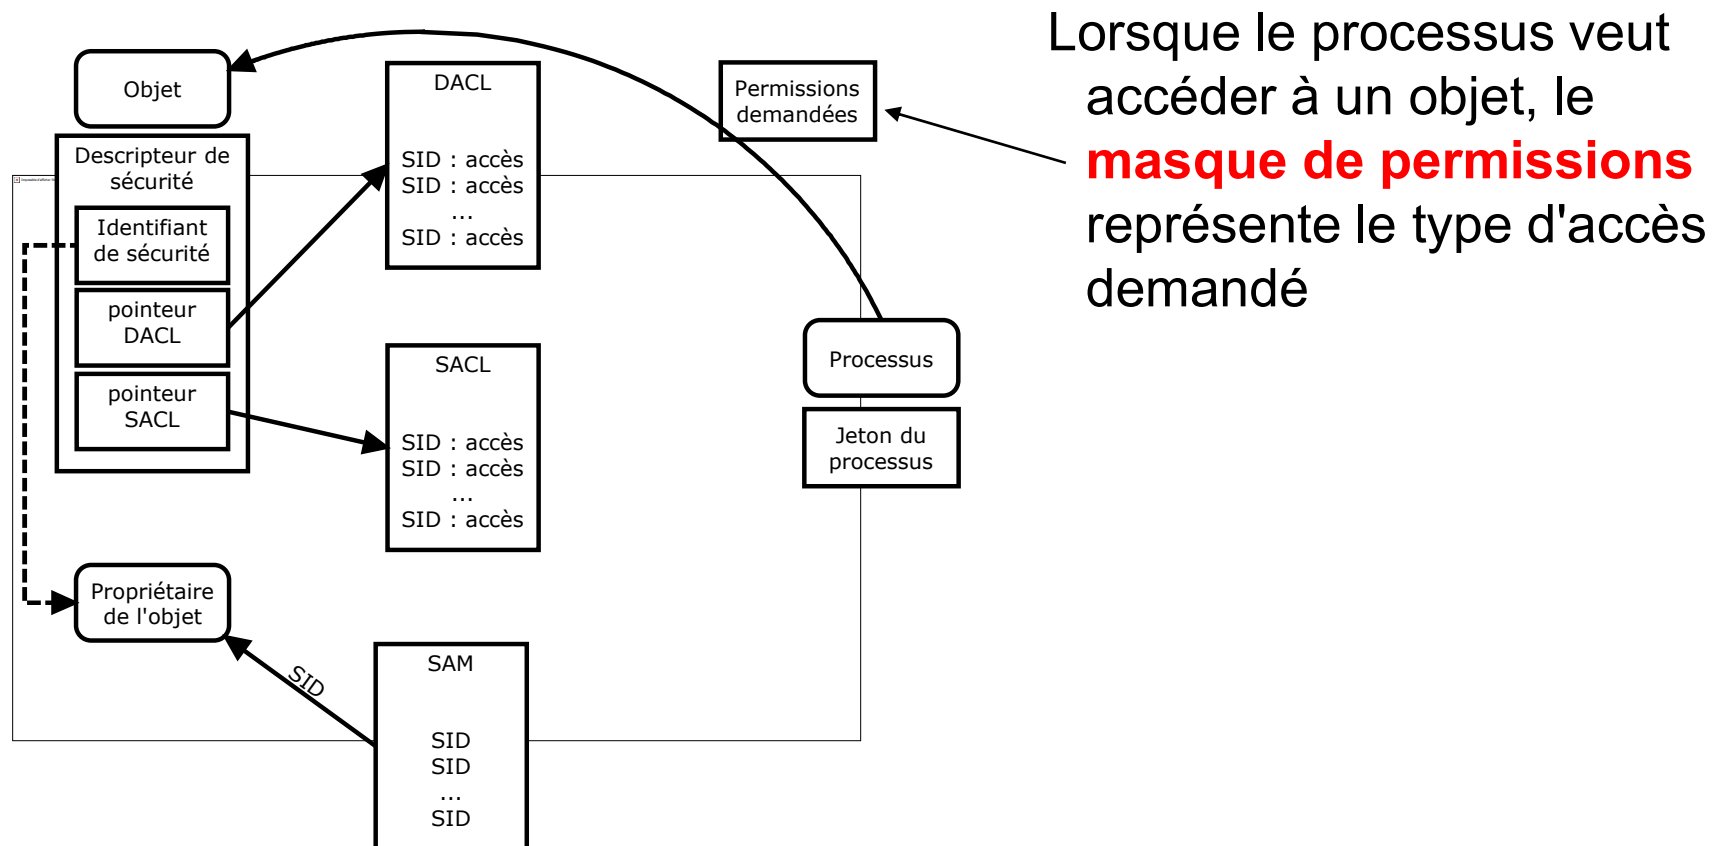 Objet
Descripteur de
sécurité
Identifiant
de sécurité
pointeur
DACL
pointeur
SACL
Propriétaire
de l'objet
DACL
SID : accès
SID : accès
...
SID : accès
SACL
SID : accès
SID : accès
...
SID : accès
SID
SAM
SID
SID
...
SID
Permissions
demandées
Processus
Jeton du
processus
Lorsque le processus veut
accéder à un objet, le
masque de permissions
représente le type d'accès
demandé